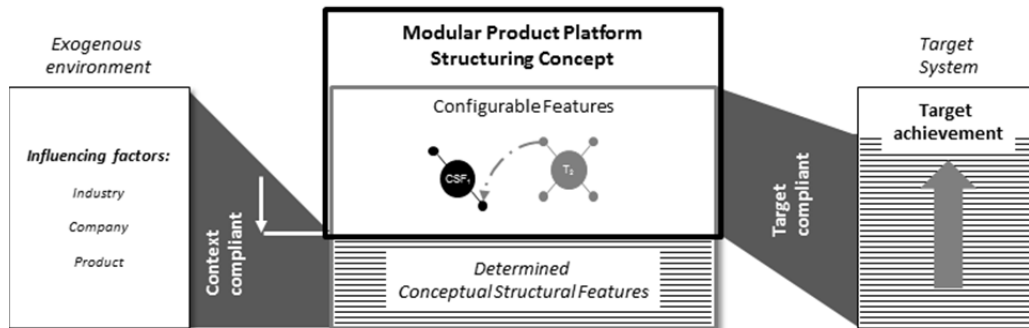 Exogenous
environment
Influencing factors:
Industry
Company
Product
Context
compliant
Modular Product Platform
Structuring Concept
Configurable Features
CSF₁
T₂
Determined
Conceptual Structural Features
Target
compliant
Target
System
Target
achievement